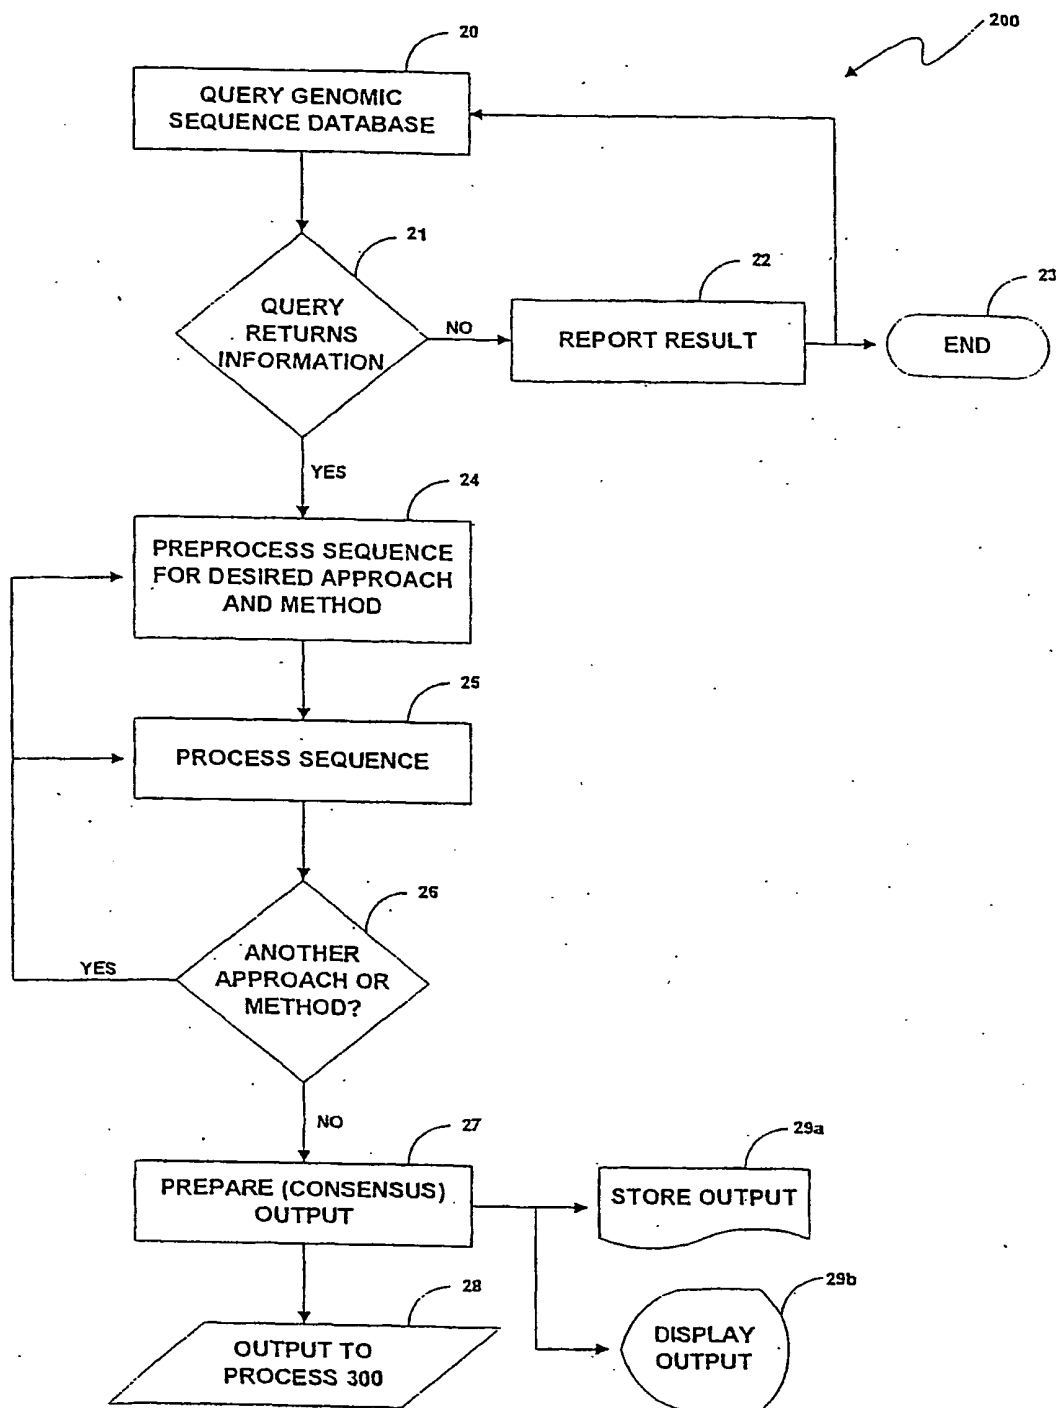 200
20
QUERY GENOMIC
SEQUENCE DATABASE
21
QUERY
RETURNS
INFORMATION
NO
22
REPORT RESULT
23
END
YES
24
PREPROCESS SEQUENCE
FOR DESIRED APPROACH
AND METHOD
25
PROCESS SEQUENCE
26
ANOTHER
APPROACH OR
METHOD?
YES
NO
27
PREPARE (CONSENSUS)
OUTPUT
29a
STORE OUTPUT
28
OUTPUT TO
PROCESS 300
29b
DISPLAY
OUTPUT